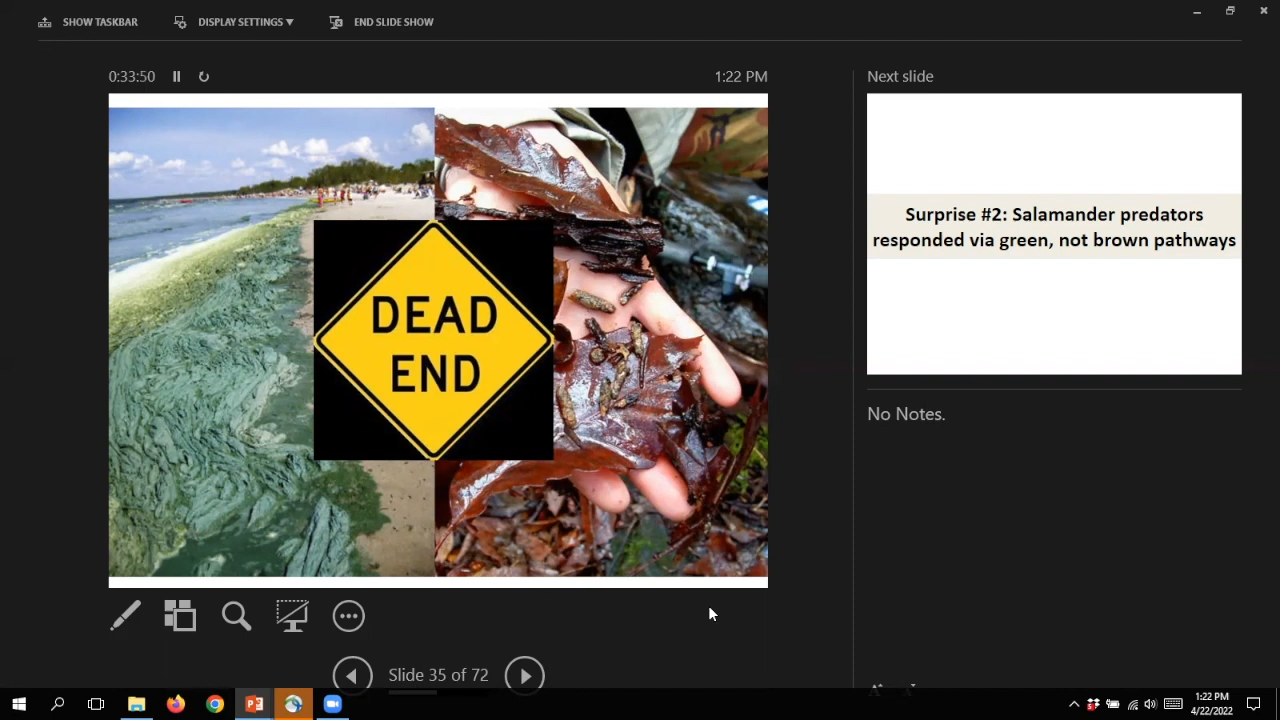 SHOW TASKBAR
DISPLAY SETTINGS ▼
END SLIDE SHOW
0:33:50
1:22 PM
Next slide
DEAD
END
Surprise #2: Salamander predators
responded via green, not brown pathways
No Notes.
Slide 35 of 72
1:22 PM
4/22/2022